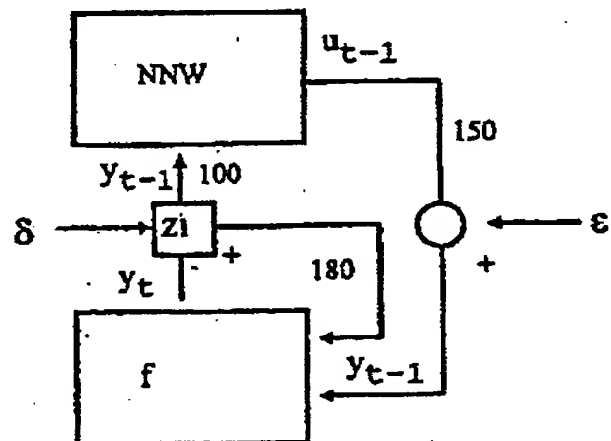 NNW
u_{t-1}
150
y_{t-1} 100
δ
zi
+
ε
+
180
y_t
f
y_{t-1}